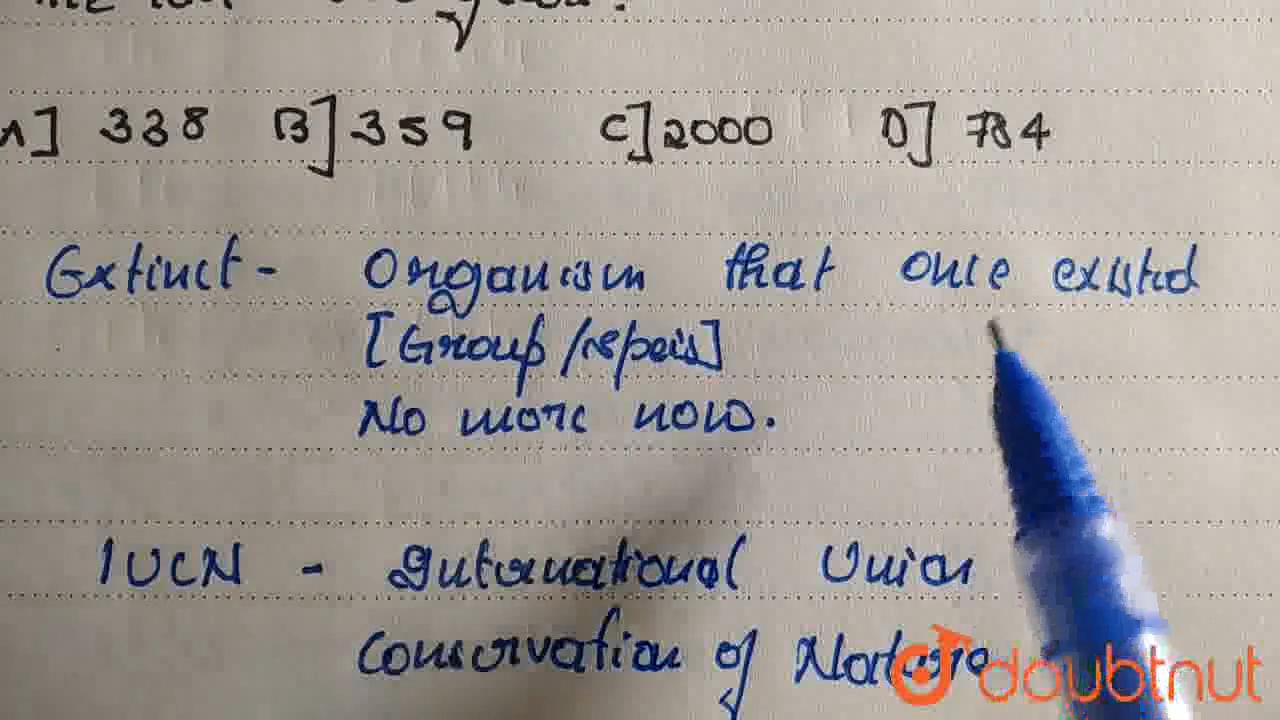 A] 338 B] 359 C] 2000 D] 784
Extinct - Organism that once existed
[Group / speis]
No more now.
IUCN - International Union
Conservation of Nature
doubtnut